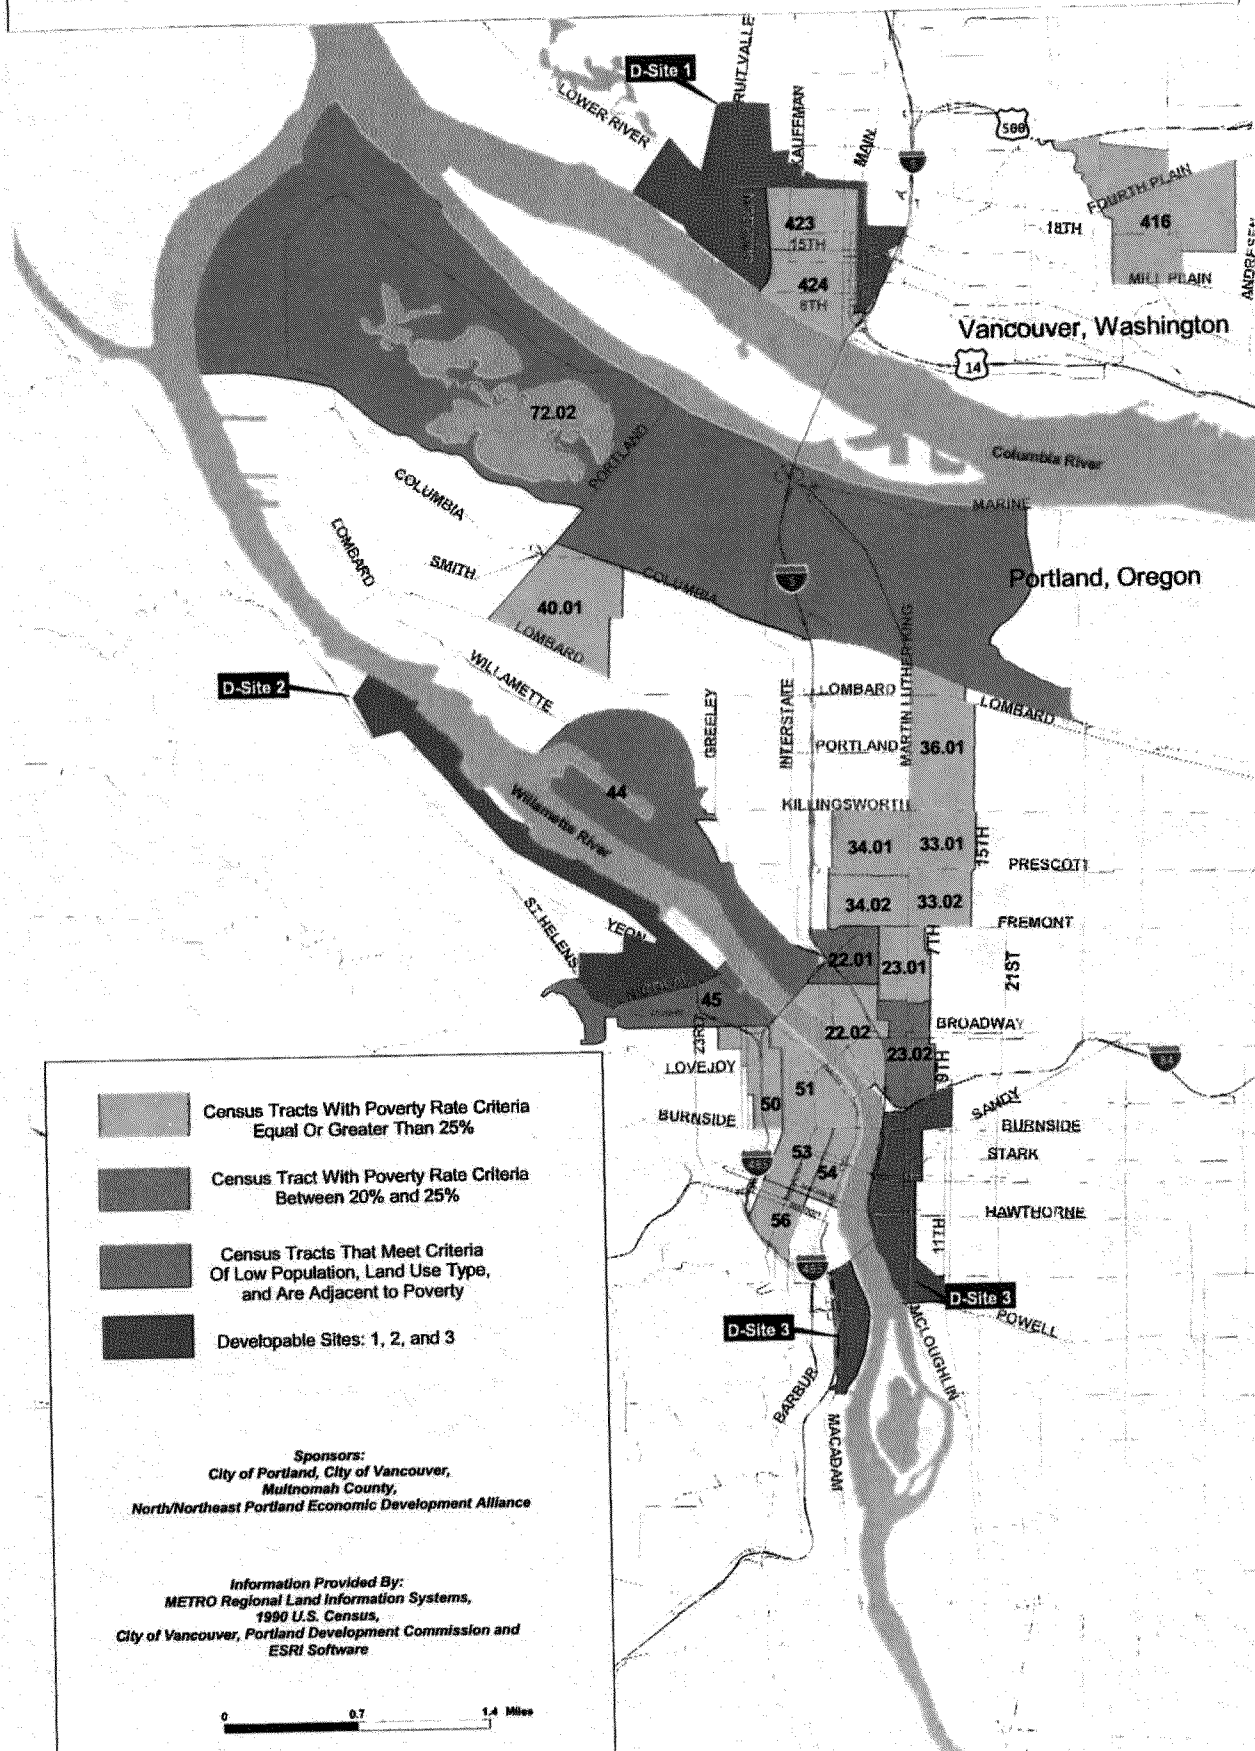 D-Site 1
LOWER RIVER
RUIT VALLE
KAUFFMAN
MAIN
500
5
FOURTH PLAIN
18TH
416
ANDRESEN
MILL PLAIN
423
15TH
424
8TH
Vancouver, Washington
14
72.02
PORTLAND
Columbia River
MARINE
COLUMBIA
LOMBARD
SMITH
40.01
LOMBARD
COLUMBIA
5
Portland, Oregon
WILLAMETTE
D-Site 2
GREELEY
INTERSTATE
LOMBARD
MARTIN LUTHER KING
LOMBARD
PORTLAND
36.01
44
Willamette River
KILLINGSWORTH
34.01
33.01
15TH
PRESCOTT
34.02
33.02
FREMONT
ST. HELENS
YEON
22.01
23.01
7TH
21ST
45
23RD
22.02
BROADWAY
23.02
9TH
84
LOVEJOY
50
51
SANDY
BURNSIDE
BURNSIDE
STARK
53
54
405
HAWTHORNE
56
11TH
D-Site 3
D-Site 3
POWELL
MCLOUGHLIN
BARBUR
MACADAM
Census Tracts With Poverty Rate Criteria
Equal Or Greater Than 25%
Census Tract With Poverty Rate Criteria
Between 20% and 25%
Census Tracts That Meet Criteria
Of Low Population, Land Use Type,
and Are Adjacent to Poverty
Developable Sites: 1, 2, and 3
Sponsors:
City of Portland, City of Vancouver,
Multnomah County,
North/Northeast Portland Economic Development Alliance
Information Provided By:
METRO Regional Land Information Systems,
1990 U.S. Census,
City of Vancouver, Portland Development Commission and
ESRI Software
0 0.7 1.4 Miles